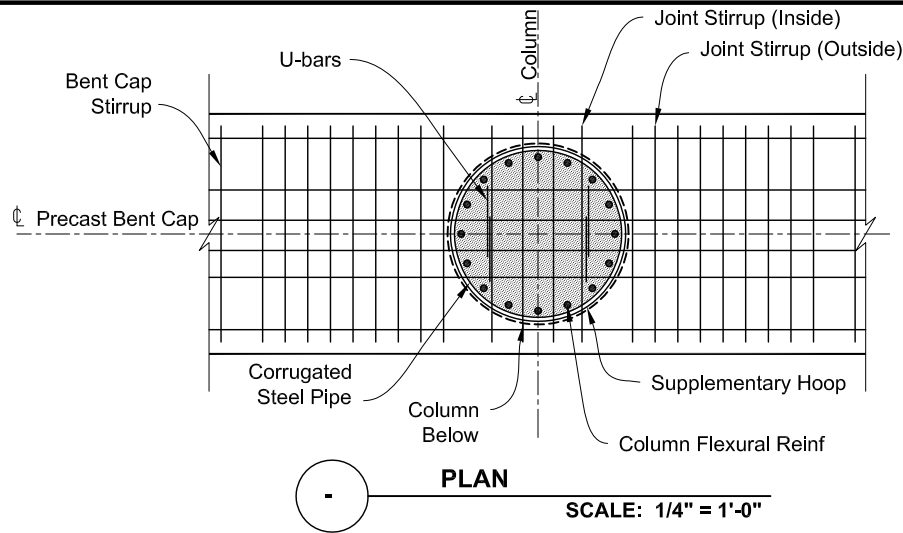 Joint Stirrup (Inside)
Joint Stirrup (Outside)
℄ Column
U-bars
Bent Cap
Stirrup
℄ Precast Bent Cap
Corrugated
Steel Pipe
Column
Below
Supplementary Hoop
Column Flexural Reinf
-
PLAN
SCALE: 1/4" = 1'-0"